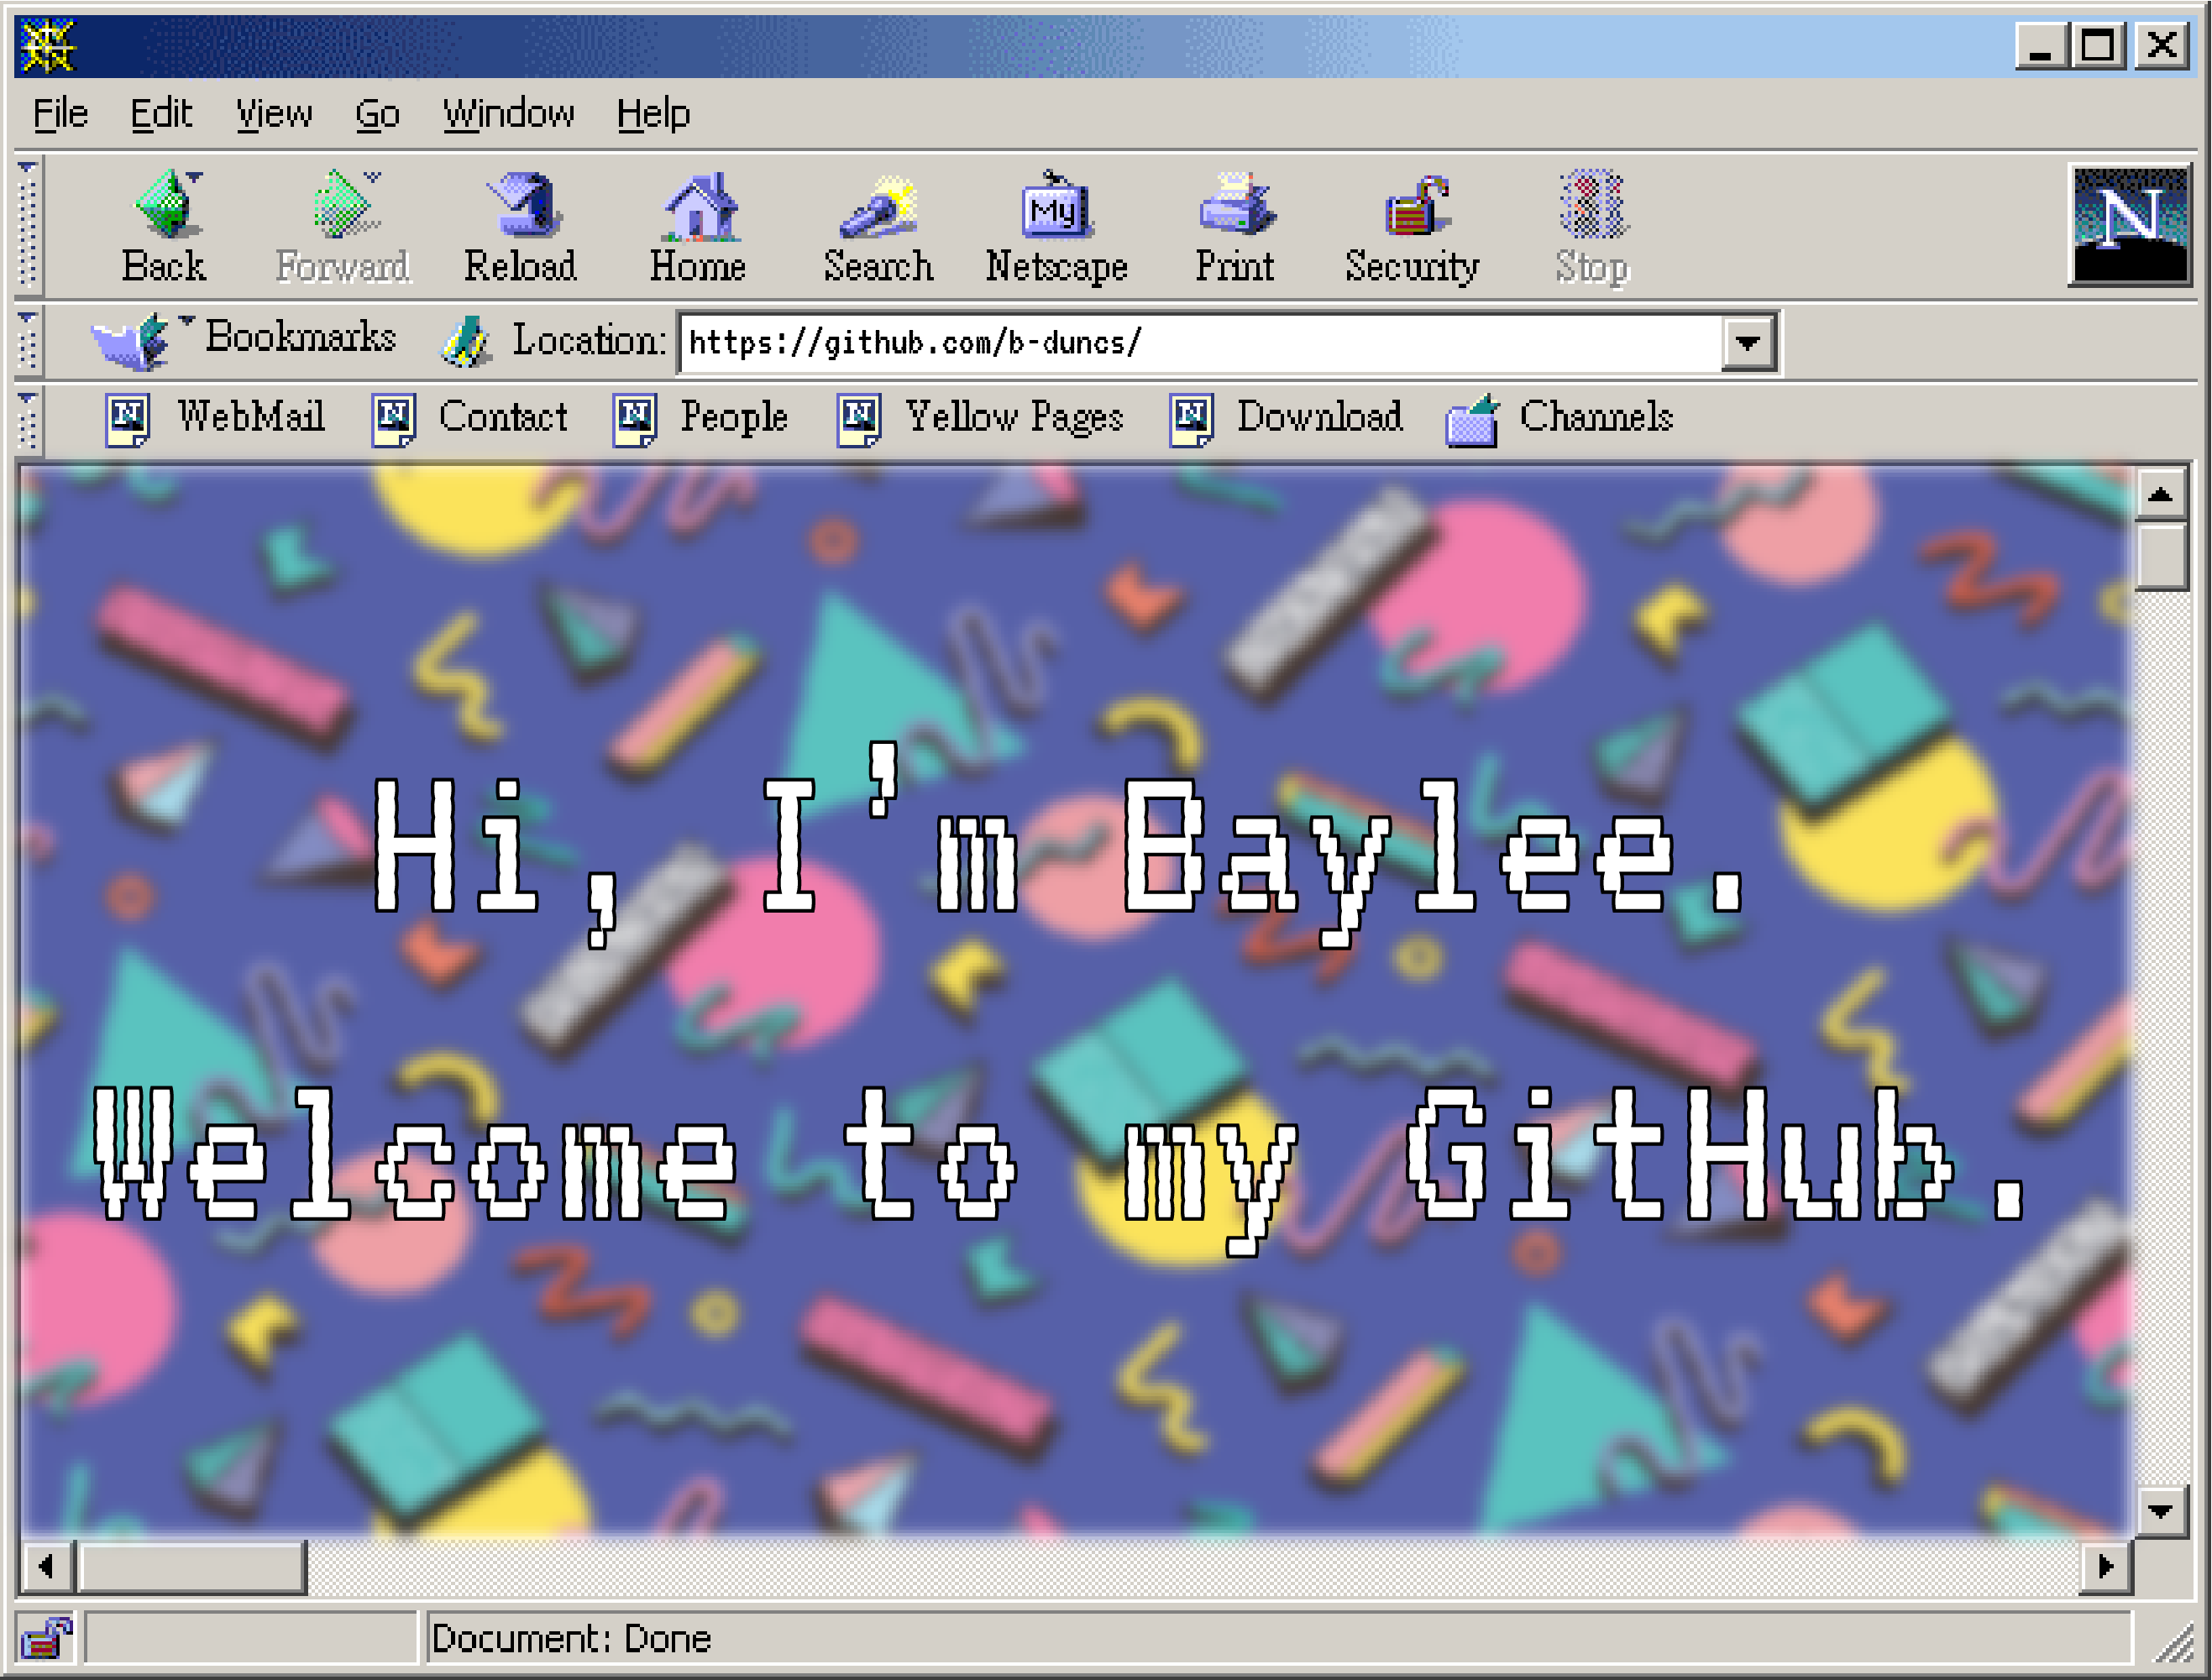 File Edit View Go Window Help
My
N
Back Forward Reload Home Search Netscape Print Security Stop
Bookmarks Location: https://github.com/b-duncs/
N WebMail N Contact N People N Yellow Pages N Download Channels
Hi, I'm Baylee.
Welcome to my GitHub.
Document: Done